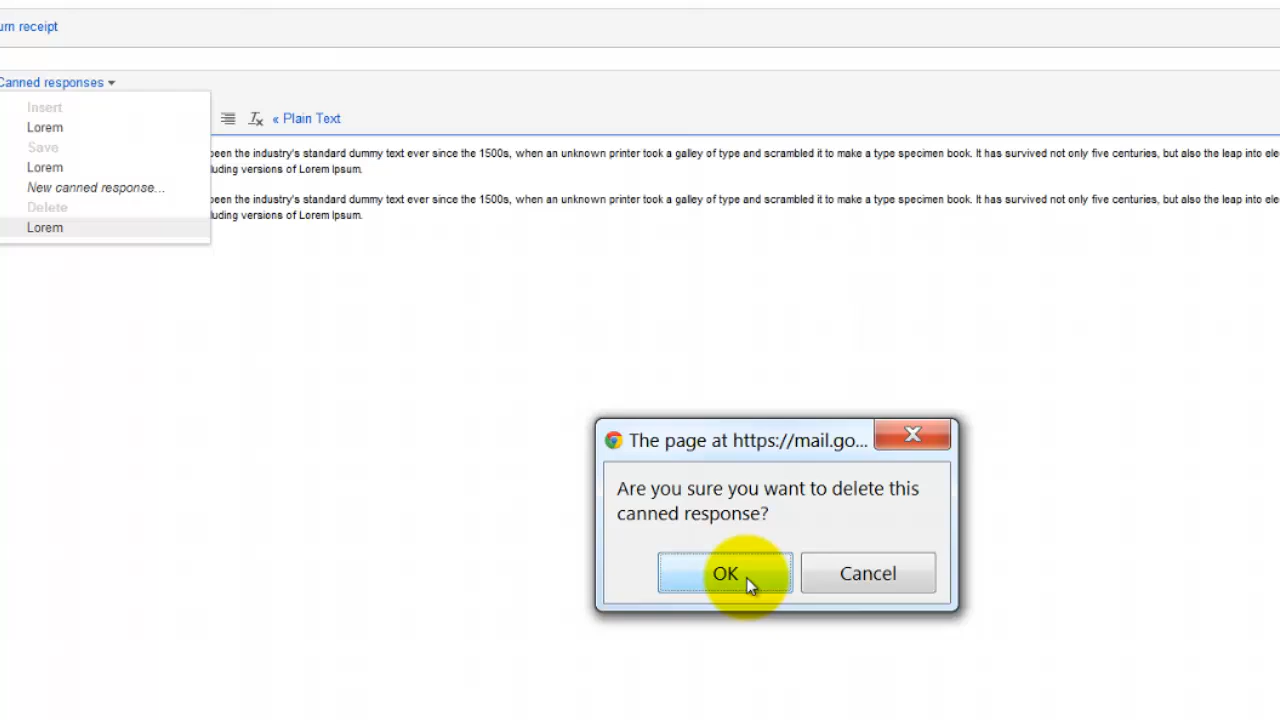 urn receipt
Canned responses
Insert
Lorem
Save
Lorem
New canned response...
Delete
Lorem
« Plain Text
been the industry's standard dummy text ever since the 1500s, when an unknown printer took a galley of type and scrambled it to make a type specimen book. It has survived not only five centuries, but also the leap into ele
luding versions of Lorem Ipsum.
been the industry's standard dummy text ever since the 1500s, when an unknown printer took a galley of type and scrambled it to make a type specimen book. It has survived not only five centuries, but also the leap into ele
luding versions of Lorem Ipsum.
The page at https://mail.go...
Are you sure you want to delete this
canned response?
OK Cancel